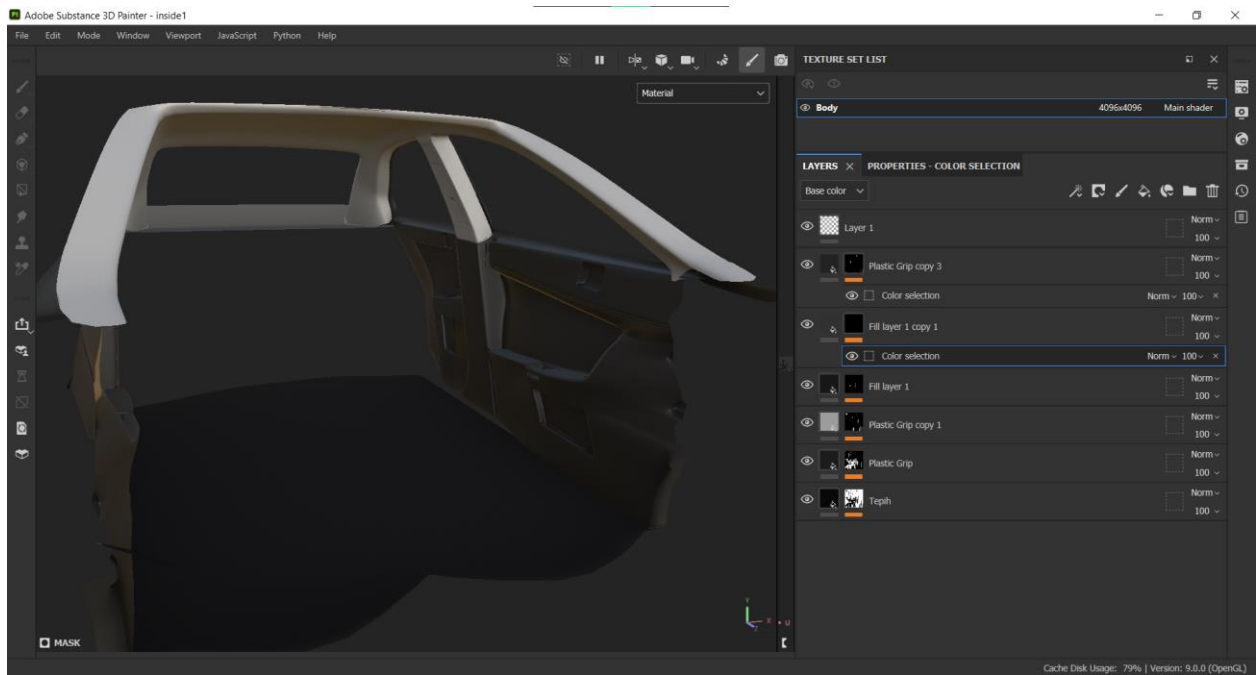 Pt Adobe Substance 3D Painter - inside1
File Edit Mode Window Viewport JavaScript Python Help
Material
TEXTURE SET LIST
Body 4096x4096 Main shader
LAYERS × PROPERTIES - COLOR SELECTION
Base color
Layer 1 Norm 100
Plastic Grip copy 3 Norm 100
Color selection Norm 100 ×
Fill layer 1 copy 1 Norm 100
Color selection Norm 100 ×
Fill layer 1 Norm 100
Plastic Grip copy 1 Norm 100
Plastic Grip Norm 100
Tepih Norm 100
Y
X U
Z
MASK
Cache Disk Usage: 79% | Version: 9.0.0 (OpenGL)